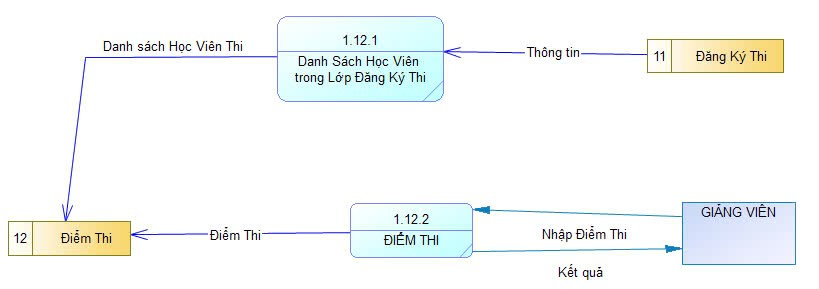 1.12.1
Danh sách Học Viên Thi
Thông tin
11
Đăng Ký Thi
Danh Sách Học Viên
trong Lớp Đăng Ký Thi
1.12.2
GIẢNG VIÊN
12
Điểm Thi
Điểm Thi
ĐIỂM THI
Nhập Điểm Thi
Kết quả